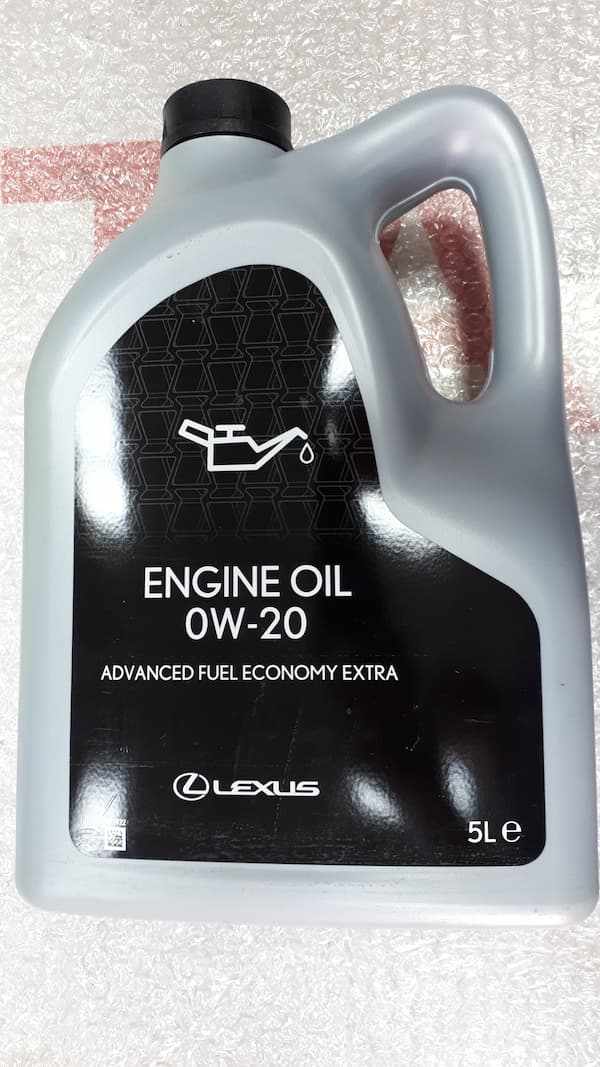 ENGINE OIL
0W-20
ADVANCED FUEL ECONOMY EXTRA
LEXUS
5L e